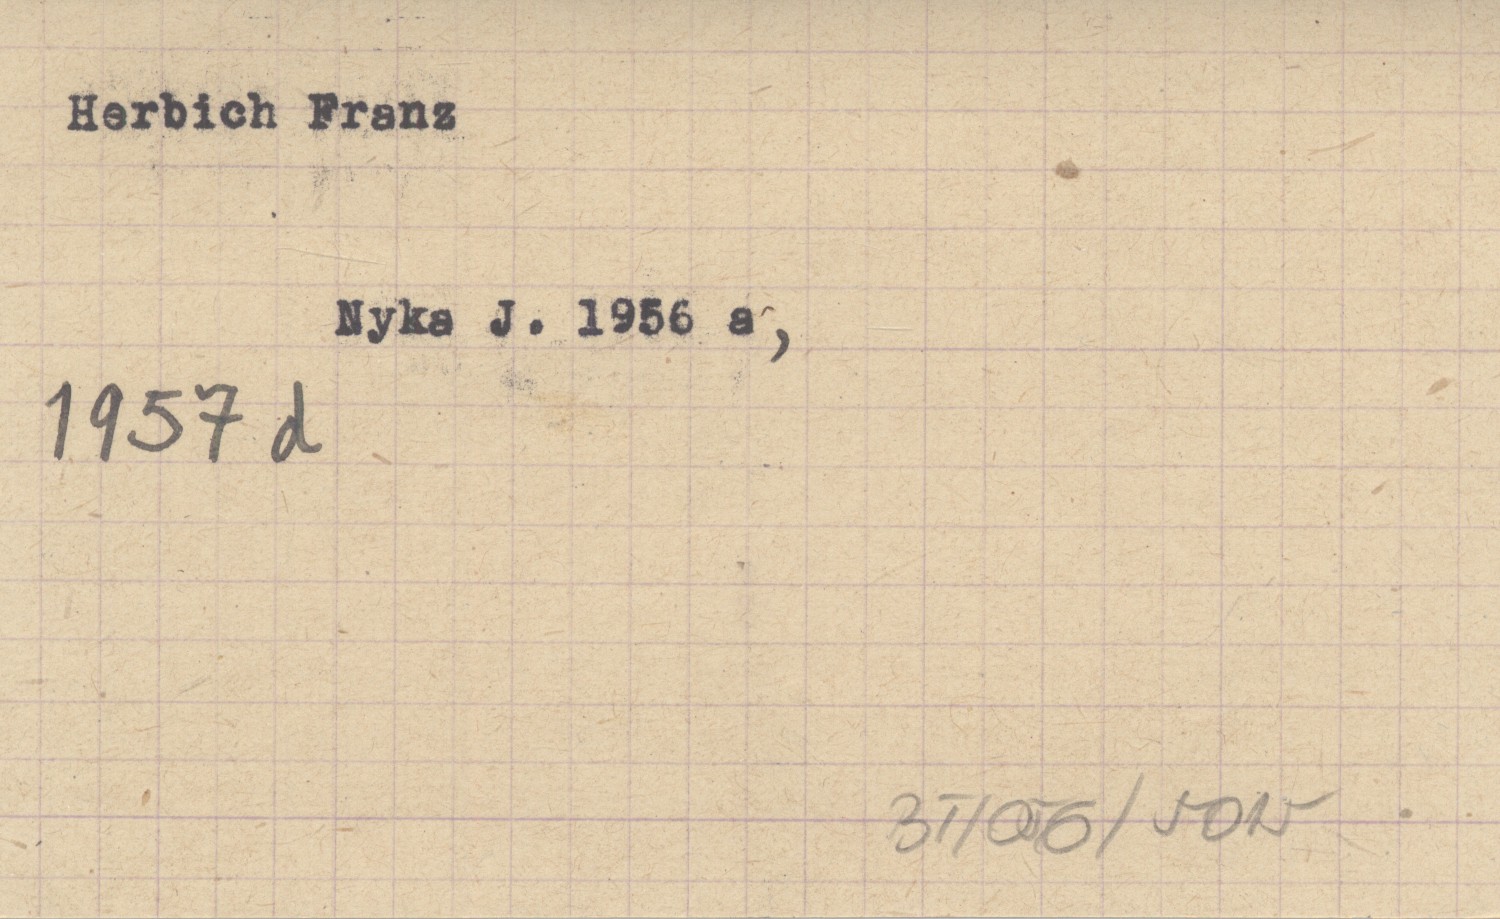 Herbich Franz
Nyka J. 1956 a,
1957 d